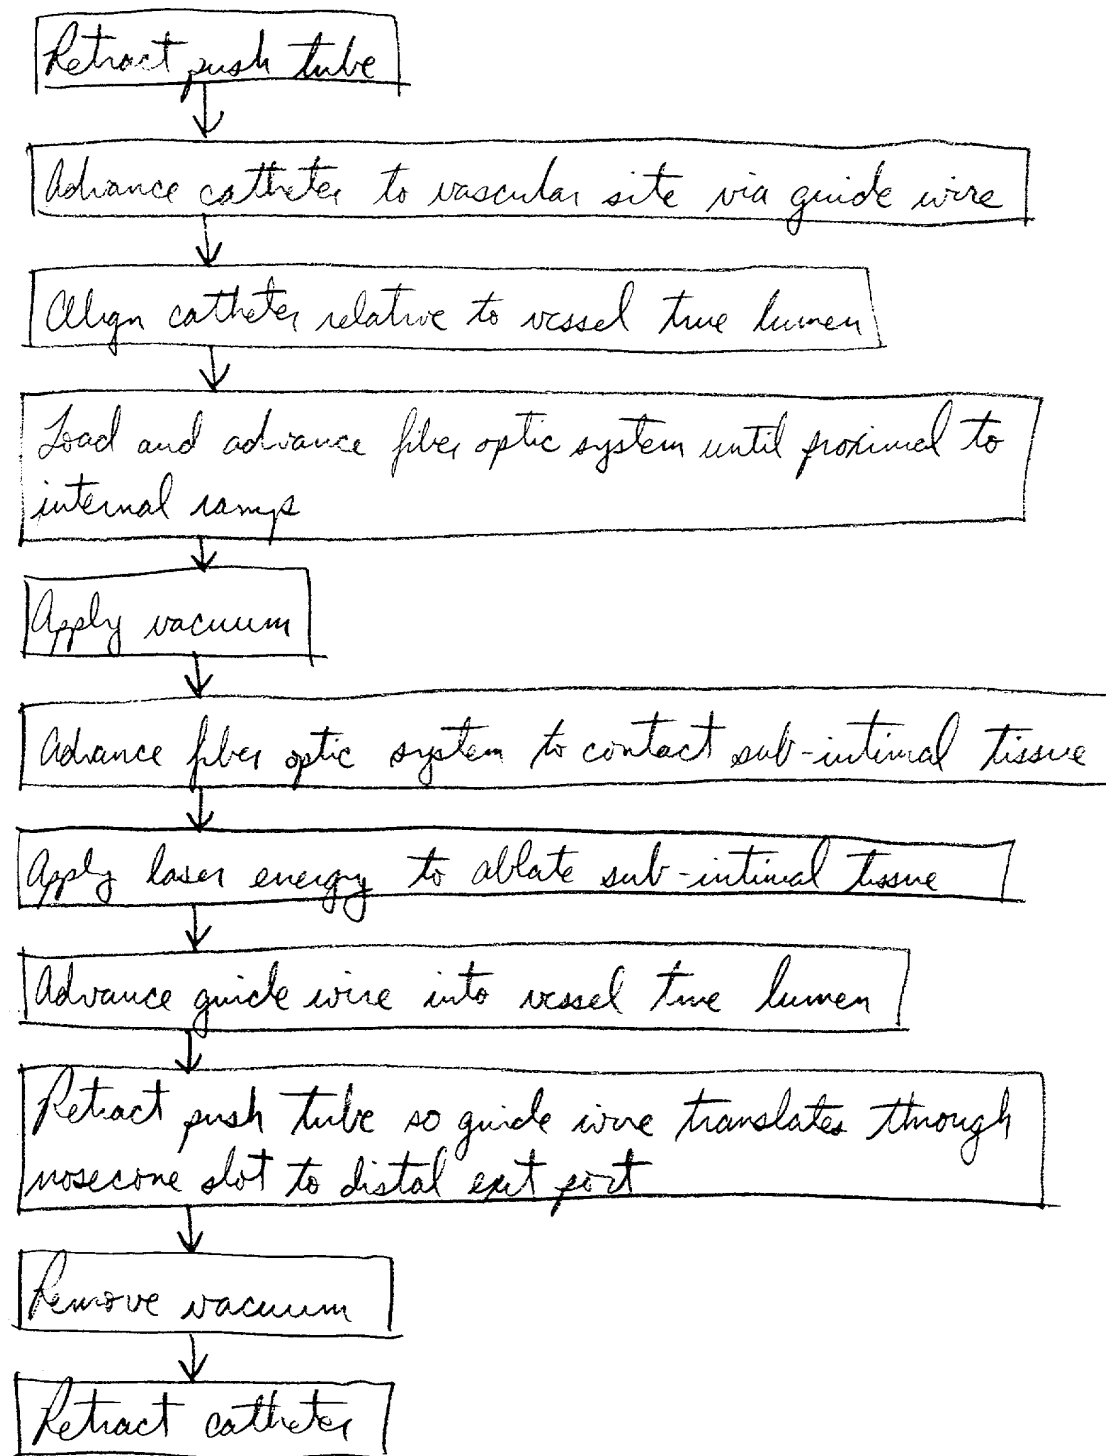 Retract push tube
Advance catheter to vascular site via guide wire
Align catheter relative to vessel true lumen
Load and advance fiber optic system until proximal to
internal ramps
Apply vacuum
Advance fiber optic system to contact sub-intimal tissue
Apply laser energy to ablate sub-intimal tissue
Advance guide wire into vessel true lumen
Retract push tube so guide wire translates through
nosecone slot to distal exit port
Remove vacuum
Retract catheter